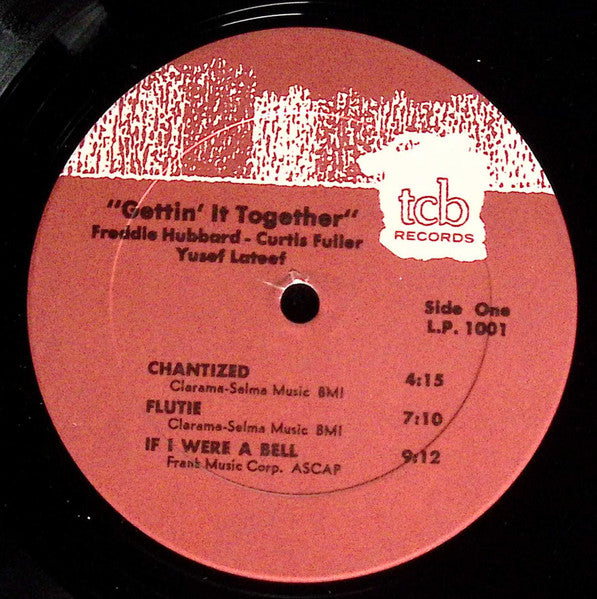 "Gettin' It Together"
Freddie Hubbard - Curtis Fuller
Yusef Lateef
tcb
RECORDS
Side One
L.P. 1001
CHANTIZED 4:15
Clarama-Selma Music BMI
FLUTIE 7:10
Clarama-Selma Music BMI
IF I WERE A BELL 9:12
Frank Music Corp. ASCAP